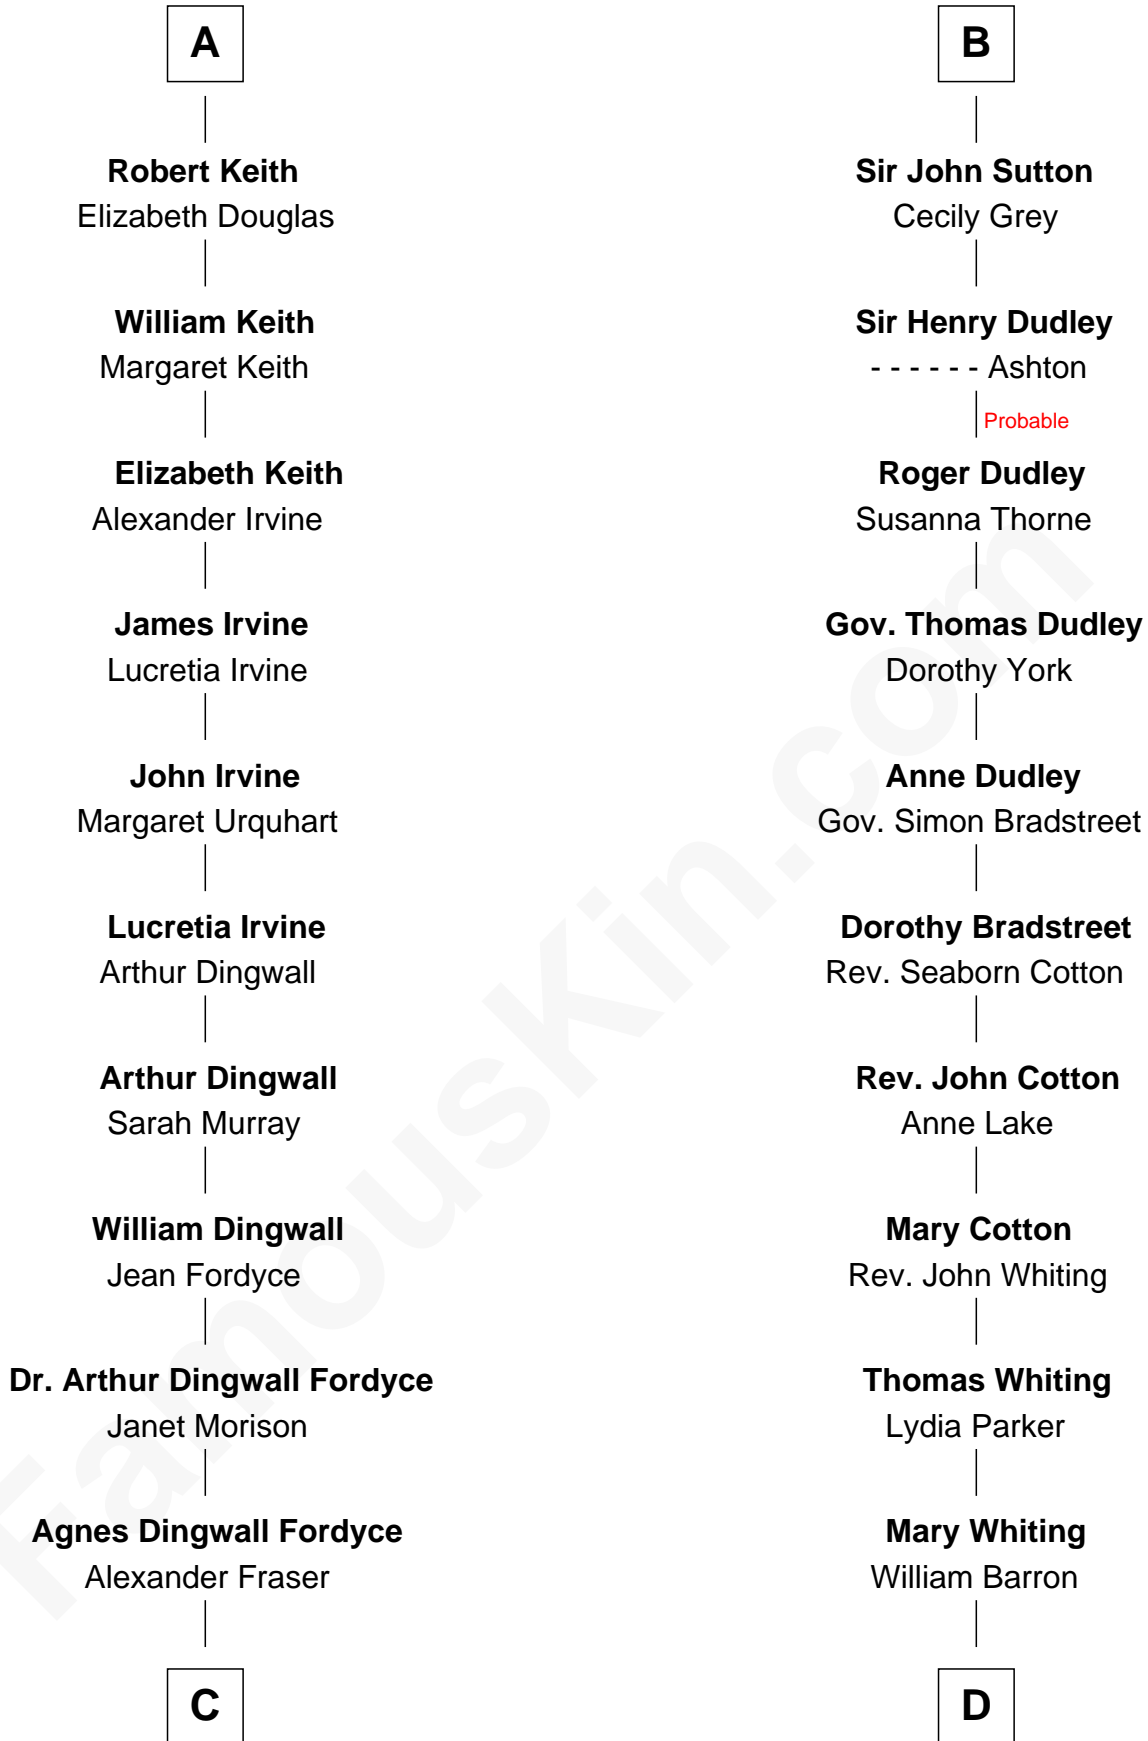 A
Robert Keith
Elizabeth Douglas
William Keith
Margaret Keith
Elizabeth Keith
Alexander Irvine
James Irvine
Lucretia Irvine
John Irvine
Margaret Urquhart
Lucretia Irvine
Arthur Dingwall
Arthur Dingwall
Sarah Murray
William Dingwall
Jean Fordyce
Dr. Arthur Dingwall Fordyce
Janet Morison
Agnes Dingwall Fordyce
Alexander Fraser
C
B
Sir John Sutton
Cecily Grey
Sir Henry Dudley
- - - - - - Ashton
Probable
Roger Dudley
Susanna Thorne
Gov. Thomas Dudley
Dorothy York
Anne Dudley
Gov. Simon Bradstreet
Dorothy Bradstreet
Rev. Seaborn Cotton
Rev. John Cotton
Anne Lake
Mary Cotton
Rev. John Whiting
Thomas Whiting
Lydia Parker
Mary Whiting
William Barron
D
FamousKin.com